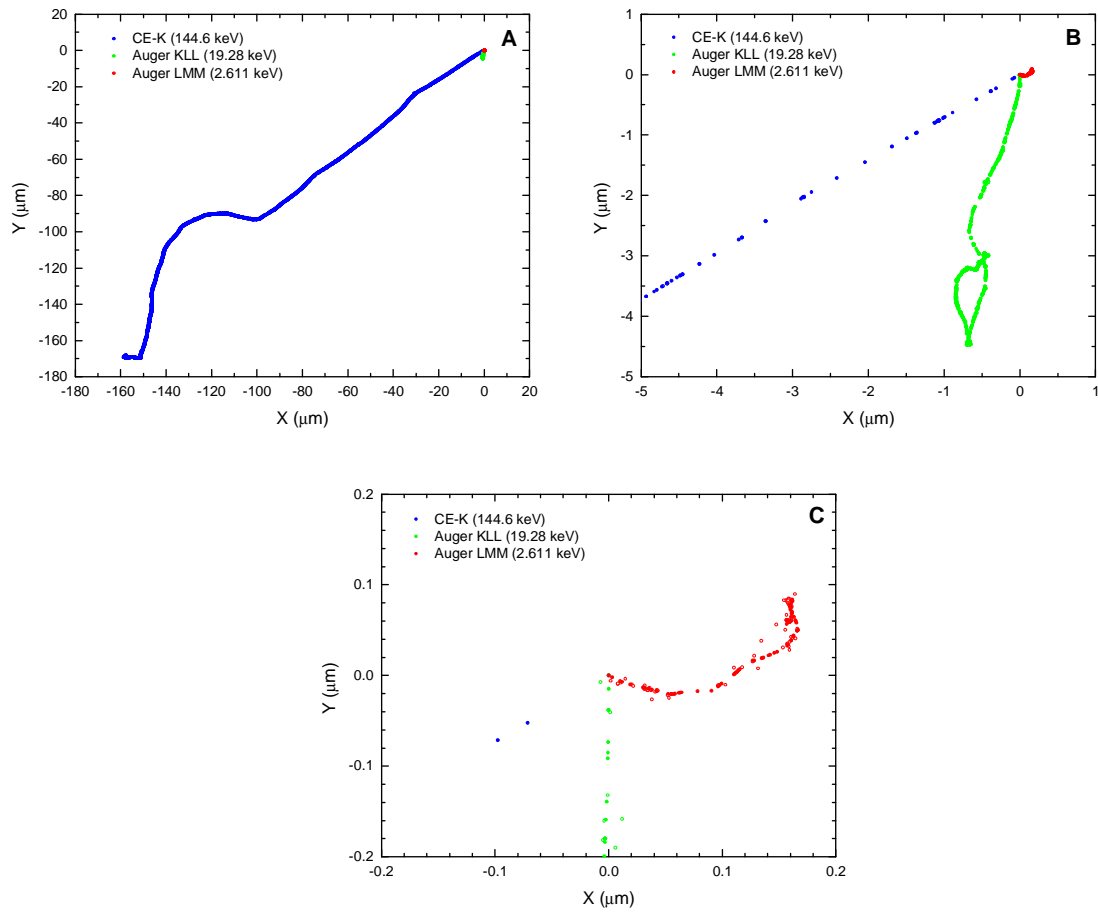 A
CE-K (144.6 keV)
Auger KLL (19.28 keV)
Auger LMM (2.611 keV)
20
0
-20
-40
-60
-80
-100
-120
-140
-160
-180
Y (μm)
-180 -160 -140 -120 -100 -80 -60 -40 -20 0 20
X (μm)
B
CE-K (144.6 keV)
Auger KLL (19.28 keV)
Auger LMM (2.611 keV)
1
0
-1
-2
-3
-4
-5
Y (μm)
-5 -4 -3 -2 -1 0 1
X (μm)
C
CE-K (144.6 keV)
Auger KLL (19.28 keV)
Auger LMM (2.611 keV)
0.2
0.1
0.0
-0.1
-0.2
Y (μm)
-0.2 -0.1 0.0 0.1 0.2
X (μm)